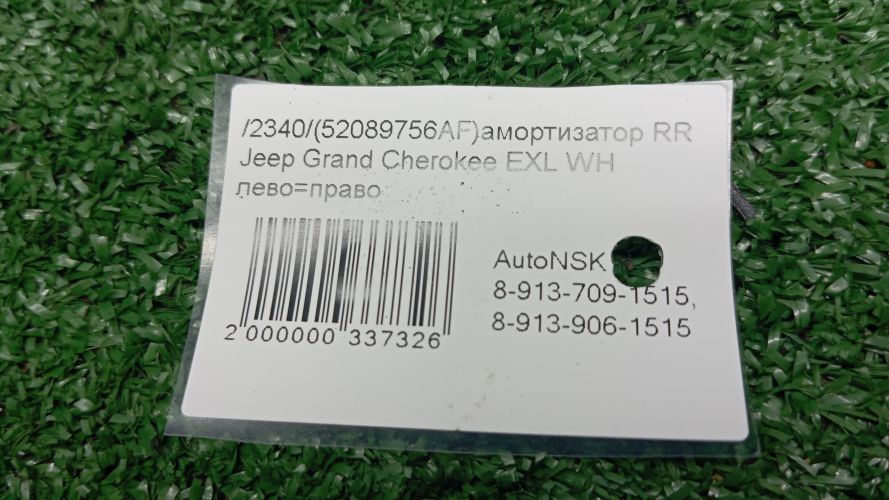 /2340/(52089756AF)амортизатор RR
Jeep Grand Cherokee EXL WH
лево=право
AutoNSK
8-913-709-1515,
8-913-906-1515
2 000000 337326